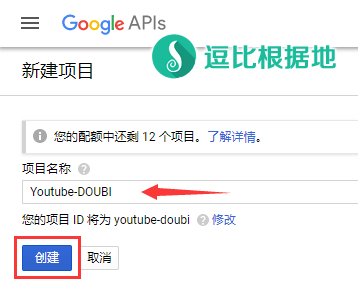 Google APIs
逗比根据地
新建项目
您的配额中还剩 12 个项目。了解详情。
项目名称
Youtube-DOUBI
您的项目 ID 将为 youtube-doubi 修改
创建 取消